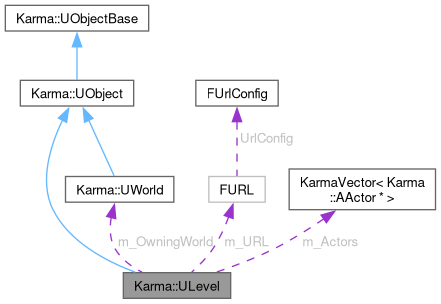 Karma::UObjectBase
Karma::UObject
FUrlConfig
UrlConfig
Karma::UWorld
FURL
KarmaVector< Karma
::AActor * >
m_OwningWorld
m_URL
m_Actors
Karma::ULevel